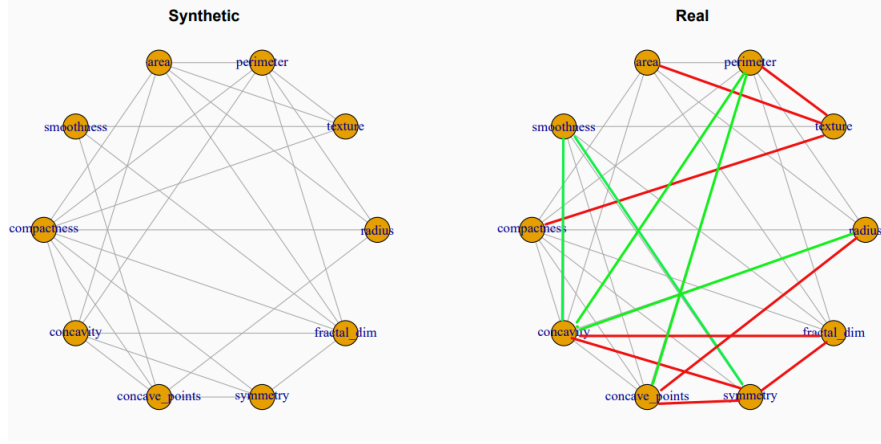 Synthetic
area
perimeter
smoothness
texture
compactness
radius
concavity
fractal_dim
concave_points
symmetry
Real
area
perimeter
smoothness
texture
compactness
radius
concavity
fractal_dim
concave_points
symmetry